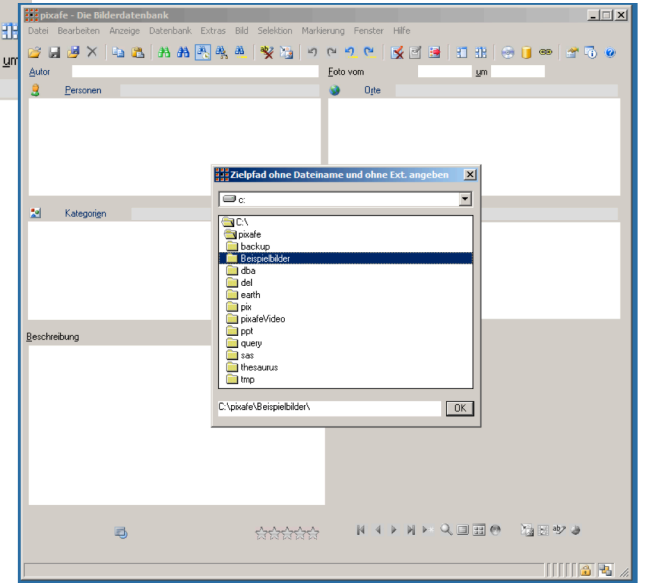 um
pixafe - Die Bilderdatenbank
Datei Bearbeiten Anzeige Datenbank Extras Bild Selektion Markierung Fenster Hilfe
Autor Foto vom um
Personen Orte
Zielpfad ohne Dateiname und ohne Ext. angeben
c:
C:\
pixafe
backup
Beispielbilder
dba
del
earth
pix
pixafeVideo
ppt
query
sas
thesaurus
tmp
Kategorien
Beschreibung
C:\pixafe\Beispielbilder\ OK